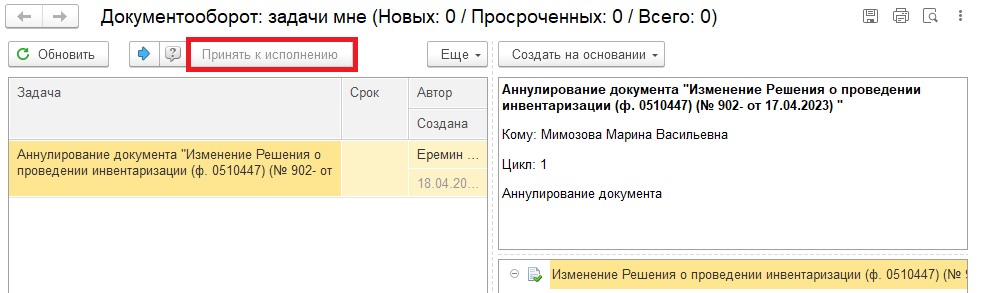 Документооборот: задачи мне (Новых: 0 / Просроченных: 0 / Всего: 0)
Обновить
Принять к исполнению
Еще
Создать на основании
Задача
Срок
Автор
Создана
Аннулирование документа "Изменение Решения о
проведении инвентаризации (ф. 0510447) (№ 902- от
Еремин ...
18.04.20...
Аннулирование документа "Изменение Решения о проведении
инвентаризации (ф. 0510447) (№ 902- от 17.04.2023) "
Кому: Мимозова Марина Васильевна
Цикл: 1
Аннулирование документа
Изменение Решения о проведении инвентаризации (ф. 0510447) (№